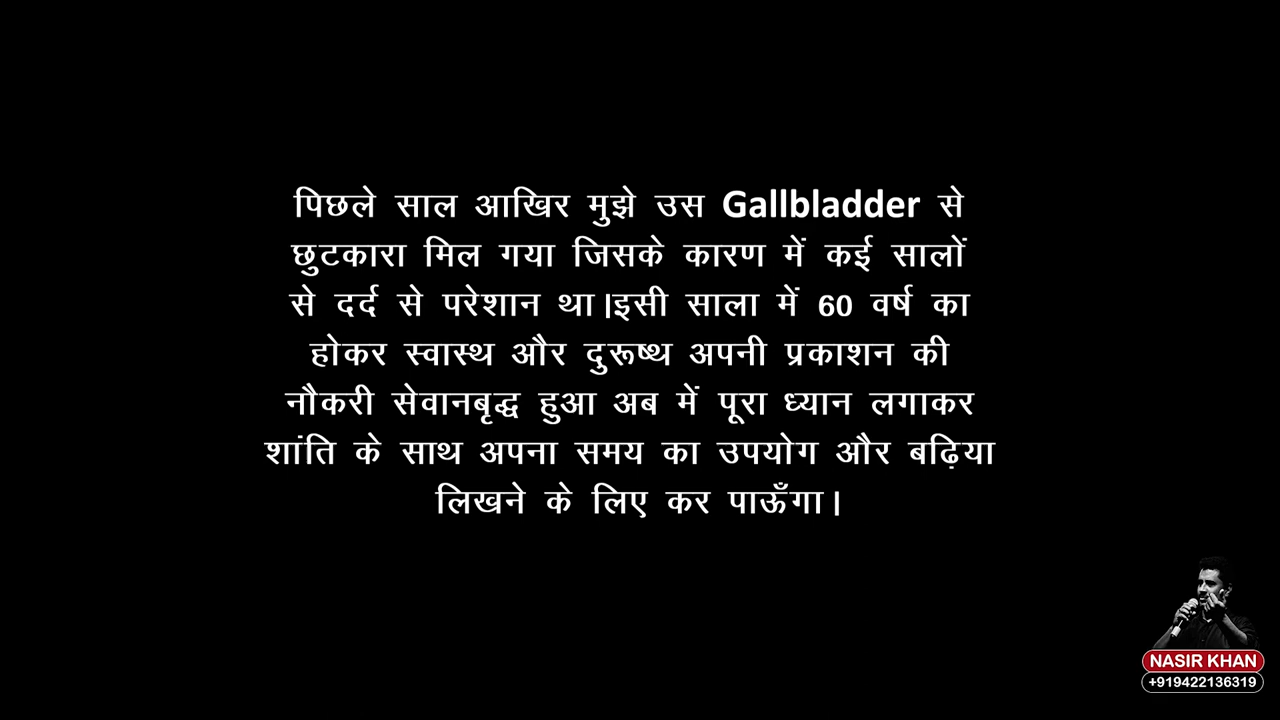 पिछले साल आखिर मुझे उस Gallbladder से
छुटकारा मिल गया जिसके कारण में कई सालों
से दर्द से परेशान था।इसी साला में 60 वर्ष का
होकर स्वास्थ और दुरूष्थ अपनी प्रकाशन की
नौकरी सेवानबृद्ध हुआ अब में पूरा ध्यान लगाकर
शांति के साथ अपना समय का उपयोग और बढ़िया
लिखने के लिए कर पाऊँगा।
NASIR KHAN
+919422136319